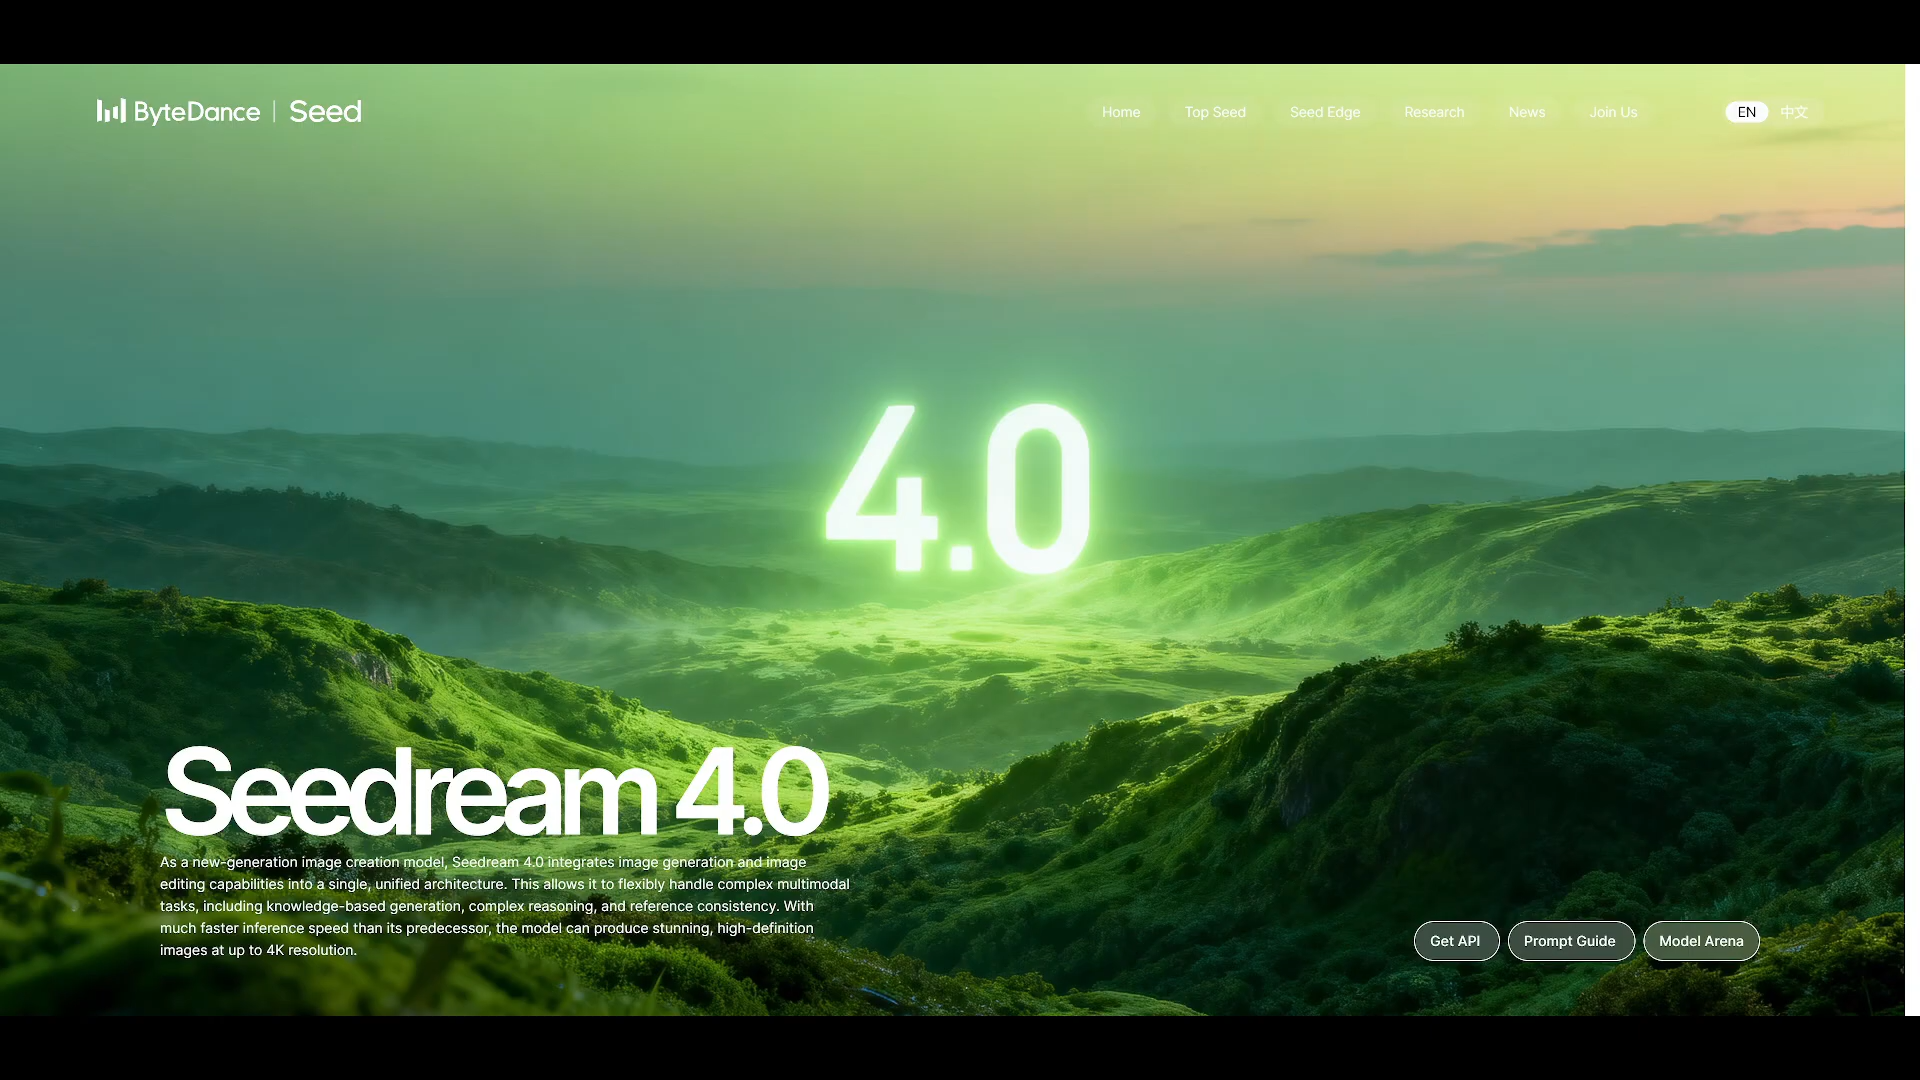 ByteDance | Seed
Home Top Seed Seed Edge Research News Join Us EN 中文
4.0
Seedream 4.0
As a new-generation image creation model, Seedream 4.0 integrates image generation and image
editing capabilities into a single, unified architecture. This allows it to flexibly handle complex multimodal
tasks, including knowledge-based generation, complex reasoning, and reference consistency. With
much faster inference speed than its predecessor, the model can produce stunning, high-definition
images at up to 4K resolution.
Get API Prompt Guide Model Arena